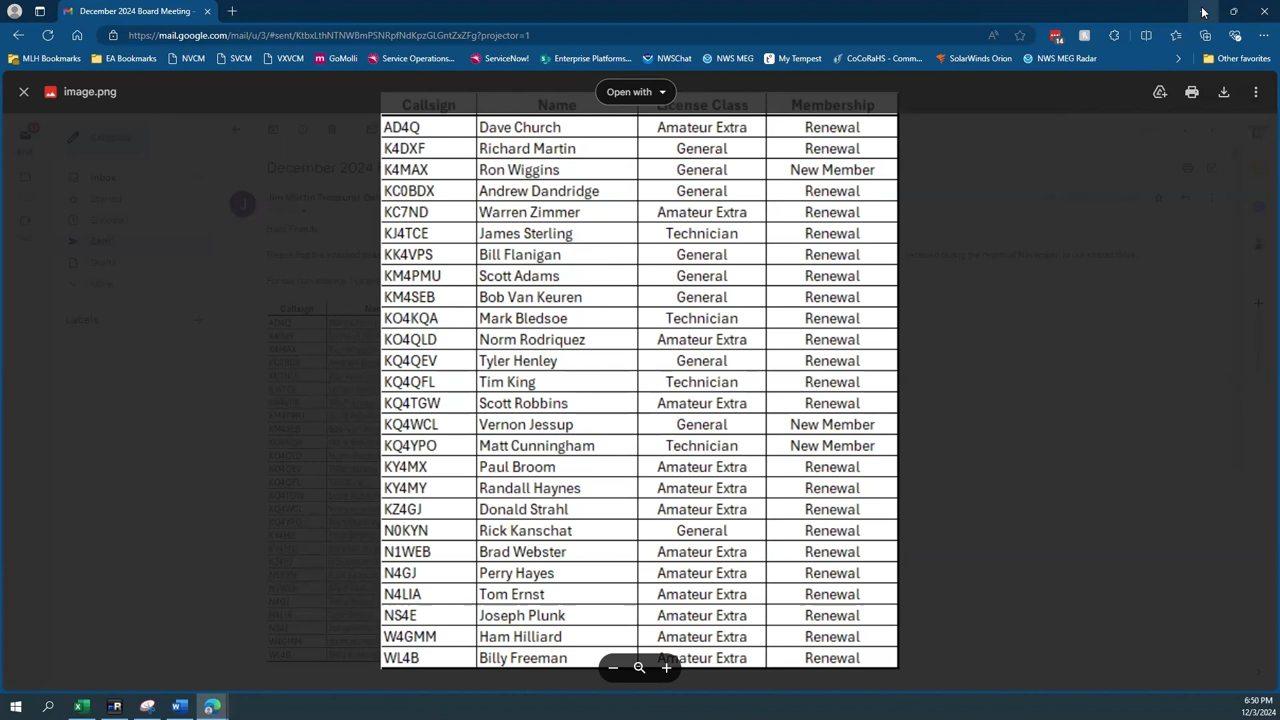 December 2024 Board Meeting -
https://mail.google.com/mail/u/3/#sent/KtbxLthNTNWBmPSNRpfNdKpzGLGntZxZFg?projector=1
MLH Bookmarks EA Bookmarks NVCM SVCM VXVCM GoMolli Service Operations... ServiceNow! Enterprise Platforms... NWSChat NWS MEG My Tempest CoCoRaHS - Comm... SolarWinds Orion NWS MEG Radar Other favorites
14
image.png
Open with
Callsign Name License Class Membership
AD4Q Dave Church Amateur Extra Renewal
K4DXF Richard Martin General Renewal
K4MAX Ron Wiggins General New Member
KC0BDX Andrew Dandridge General Renewal
KC7ND Warren Zimmer Amateur Extra Renewal
KJ4TCE James Sterling Technician Renewal
KK4VPS Bill Flanigan General Renewal
KM4PMU Scott Adams General Renewal
KM4SEB Bob Van Keuren General Renewal
KO4KQA Mark Bledsoe Technician Renewal
KO4QLD Norm Rodriquez Amateur Extra Renewal
KQ4QEV Tyler Henley General Renewal
KQ4QFL Tim King Technician Renewal
KQ4TGW Scott Robbins Amateur Extra Renewal
KQ4WCL Vernon Jessup General New Member
KQ4YPO Matt Cunningham Technician New Member
KY4MX Paul Broom Amateur Extra Renewal
KY4MY Randall Haynes Amateur Extra Renewal
KZ4GJ Donald Strahl Amateur Extra Renewal
N0KYN Rick Kanschat General Renewal
N1WEB Brad Webster Amateur Extra Renewal
N4GJ Perry Hayes Amateur Extra Renewal
N4LIA Tom Ernst Amateur Extra Renewal
NS4E Joseph Plunk Amateur Extra Renewal
W4GMM Ham Hilliard Amateur Extra Renewal
WL4B Billy Freeman Amateur Extra Renewal
December 2024
Inbox
Sent
Labels
6:50 PM
12/3/2024